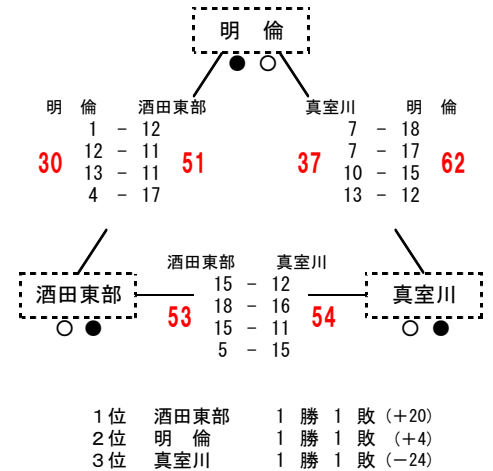 明　倫
● ○
明　倫　　酒田東部
1 － 12
12 － 11
13 － 11
4 － 17
30　51
真室川　　明　倫
7 － 18
7 － 17
10 － 15
13 － 12
37　62
酒田東部　　真室川
15 － 12
18 － 16
15 － 11
5 － 15
53　54
酒田東部
○ ●
真室川
○ ●
１位　酒田東部　１ 勝 １ 敗 (＋20)
２位　明　倫　１ 勝 １ 敗 (＋4)
３位　真室川　１ 勝 １ 敗 (－24)